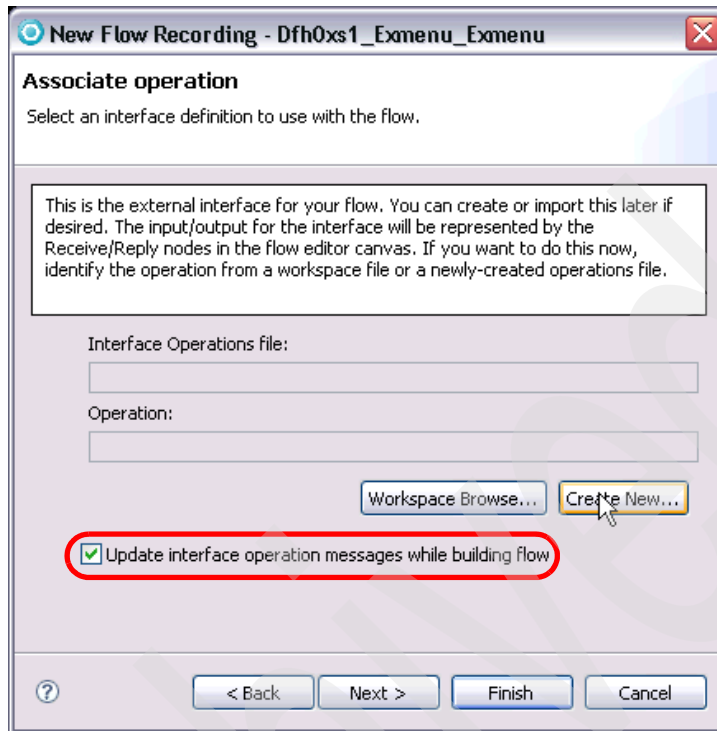 New Flow Recording - Dfh0xs1_Exmenu_Exmenu
Associate operation
Select an interface definition to use with the flow.
This is the external interface for your flow. You can create or import this later if
desired. The input/output for the interface will be represented by the
Receive/Reply nodes in the flow editor canvas. If you want to do this now,
identify the operation from a workspace file or a newly-created operations file.
Interface Operations file:
Operation:
Workspace Browse...
Create New...
Update interface operation messages while building flow
?
< Back
Next >
Finish
Cancel